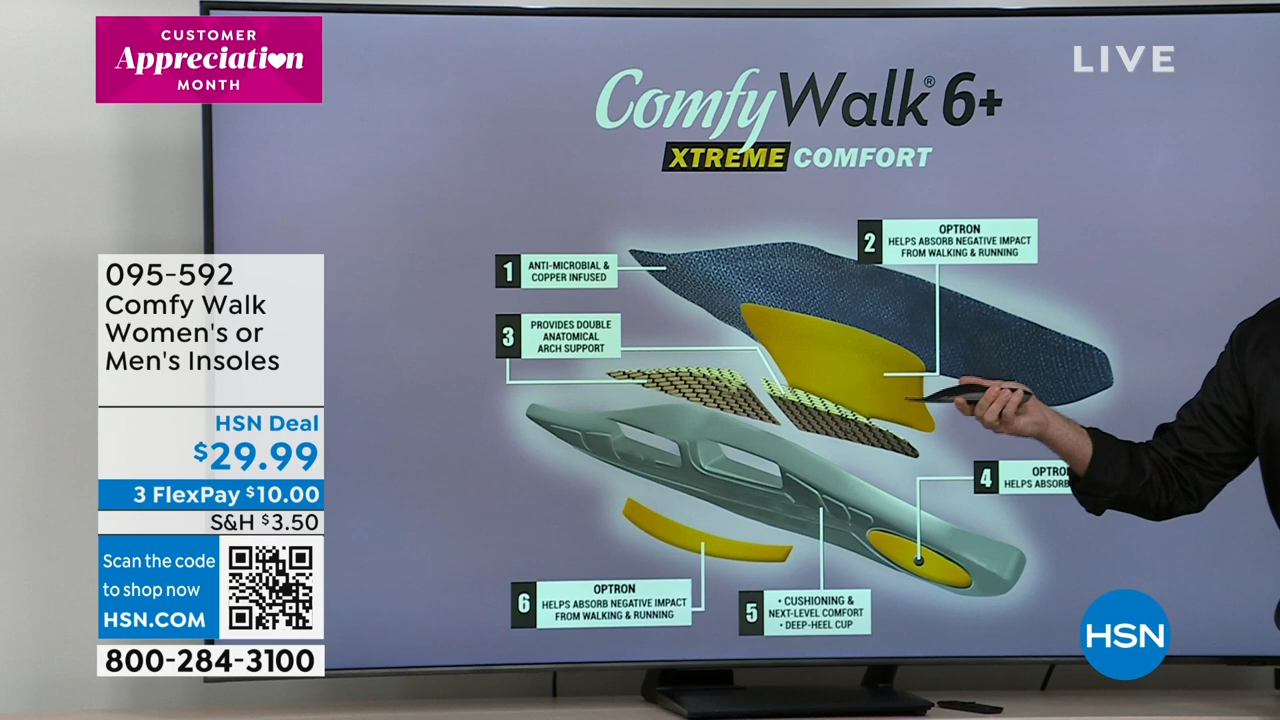 CUSTOMER
Appreciation
MONTH
LIVE
ComfyWalk® 6+
XTREME COMFORT
095-592
Comfy Walk
Women's or
Men's Insoles
HSN Deal
$29.99
3 FlexPay $10.00
S&H $3.50
Scan the code
to shop now
HSN.COM
800-284-3100
1
ANTI-MICROBIAL &
COPPER INFUSED
2
OPTRON
HELPS ABSORB NEGATIVE IMPACT
FROM WALKING & RUNNING
3
PROVIDES DOUBLE
ANATOMICAL
ARCH SUPPORT
4
HELPS ABSORB
5
• CUSHIONING &
NEXT-LEVEL COMFORT
• DEEP-HEEL CUP
6
OPTRON
HELPS ABSORB NEGATIVE IMPACT
FROM WALKING & RUNNING
HSN